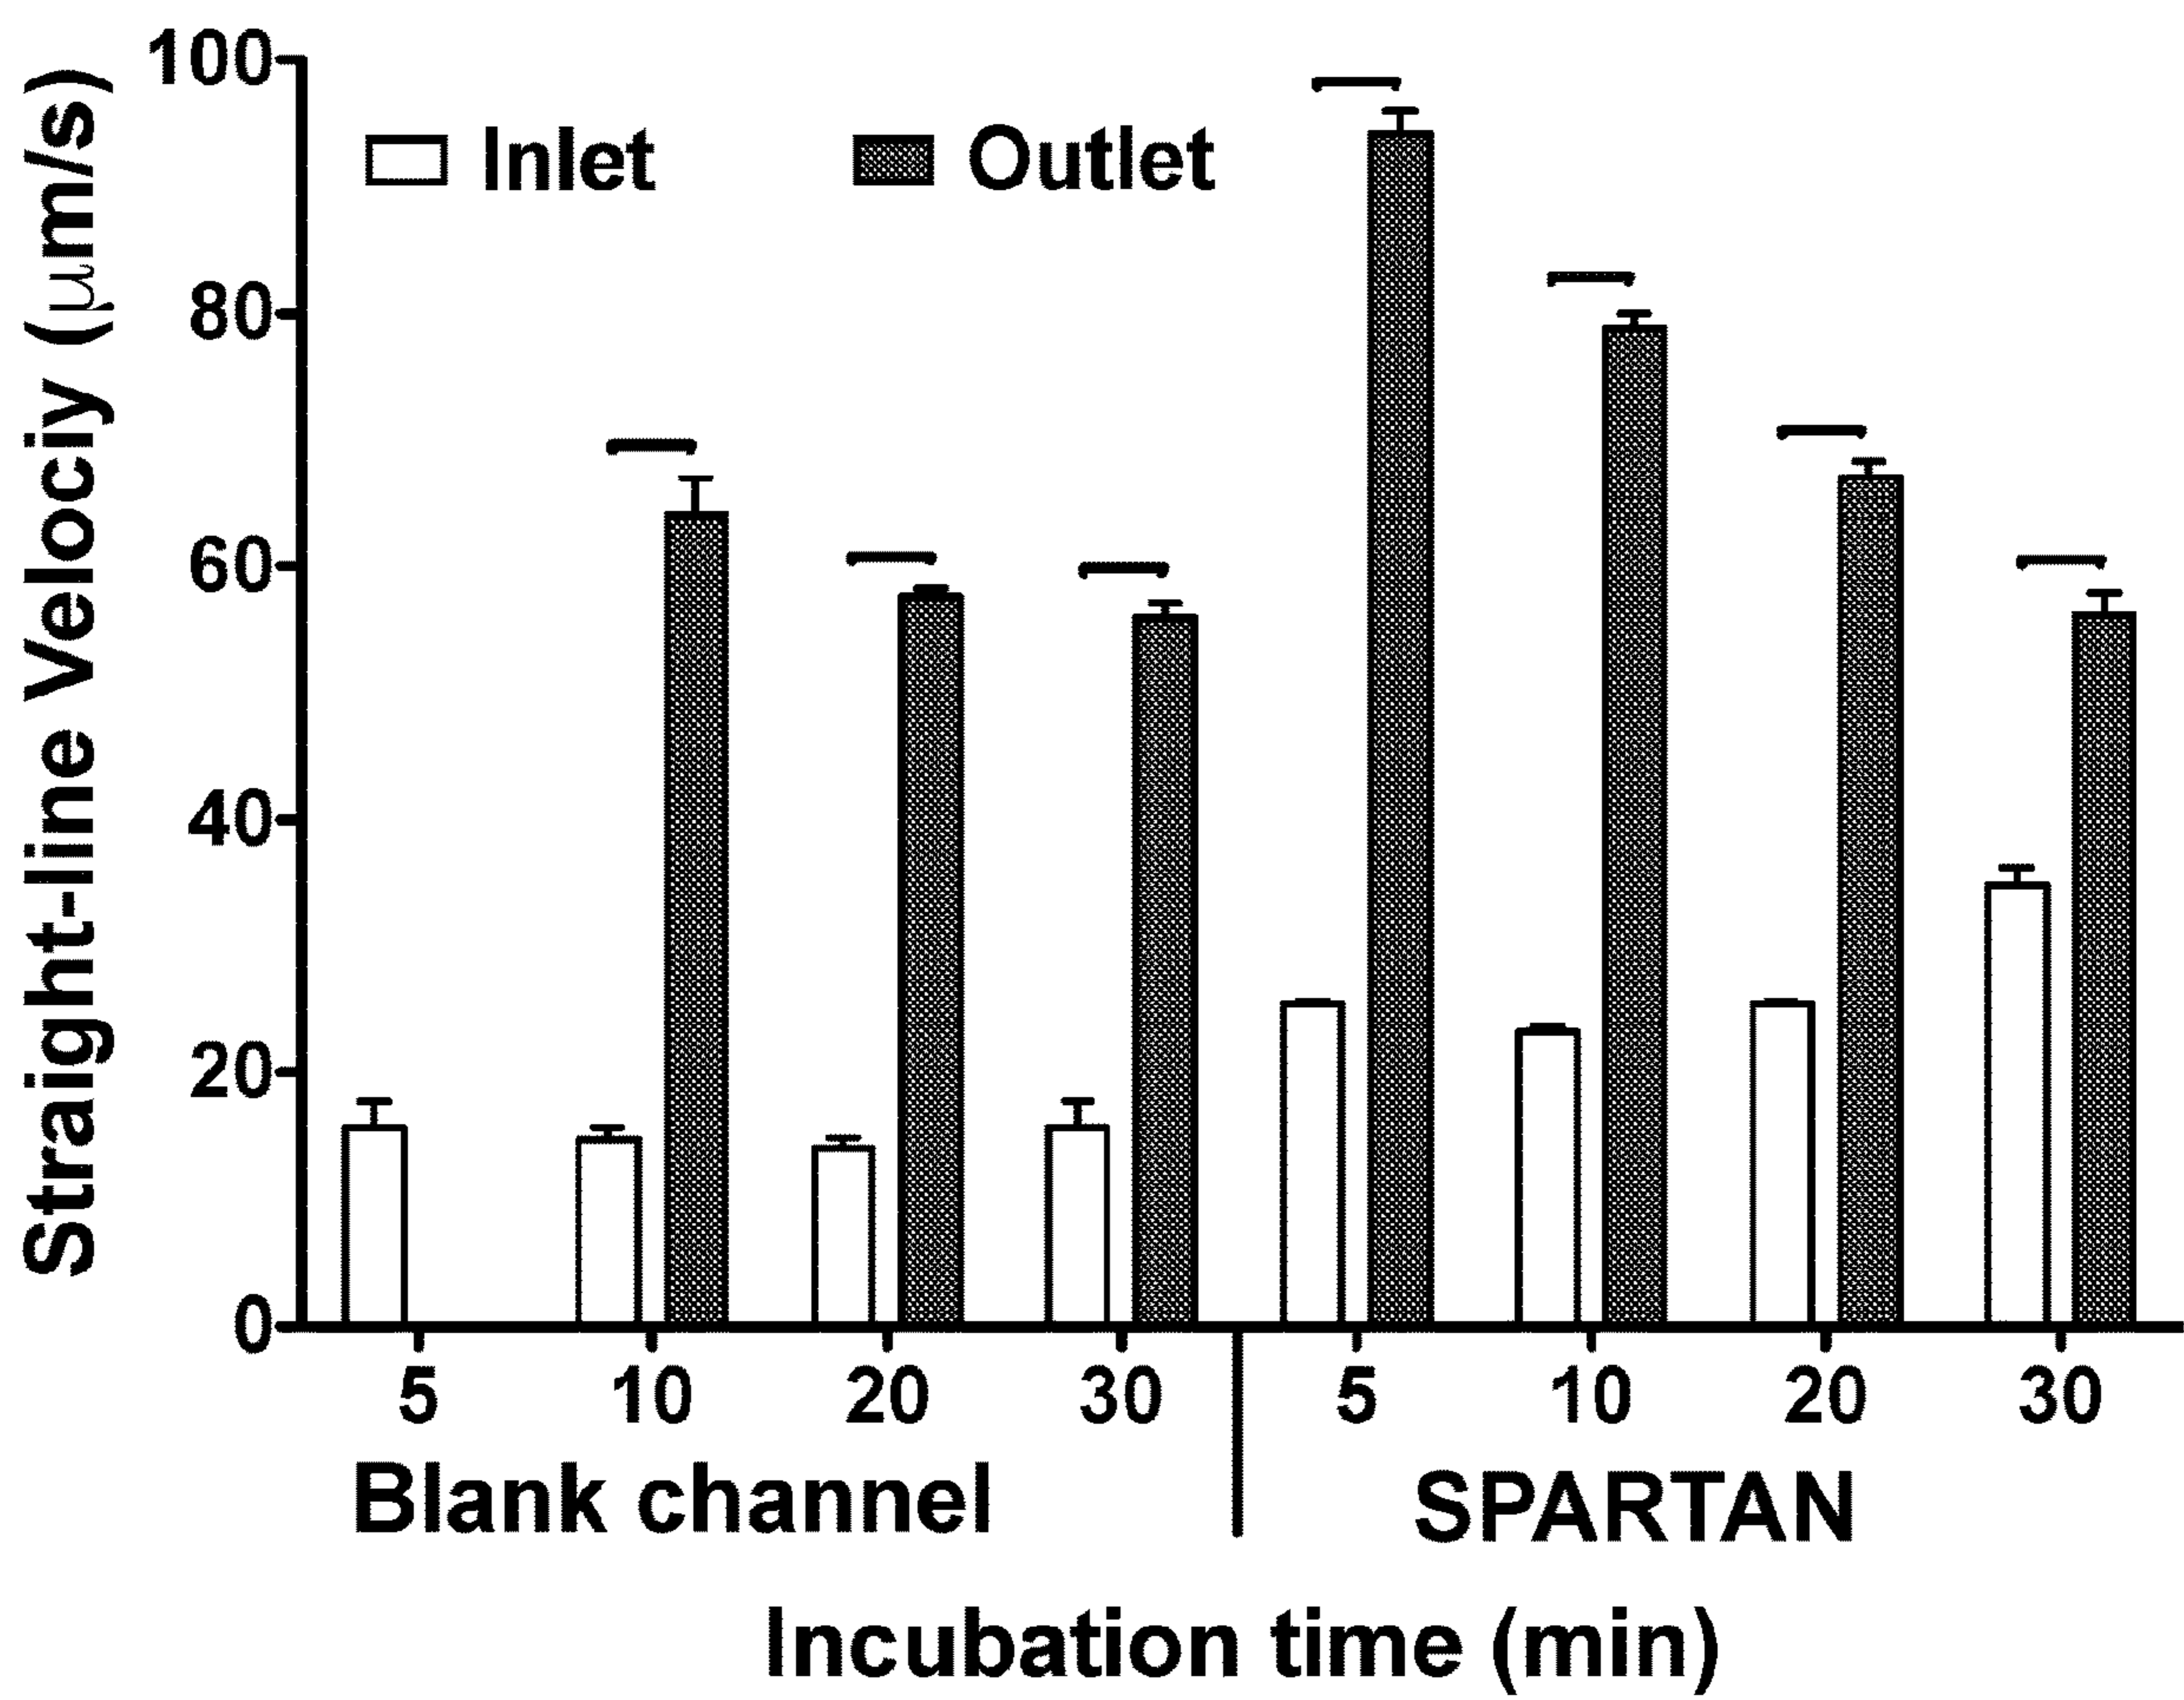 Straight-line Velociy (μm/s)
100
80
60
40
20
0
Inlet Outlet
5 10 20 30 5 10 20 30
Blank channel SPARTAN
Incubation time (min)